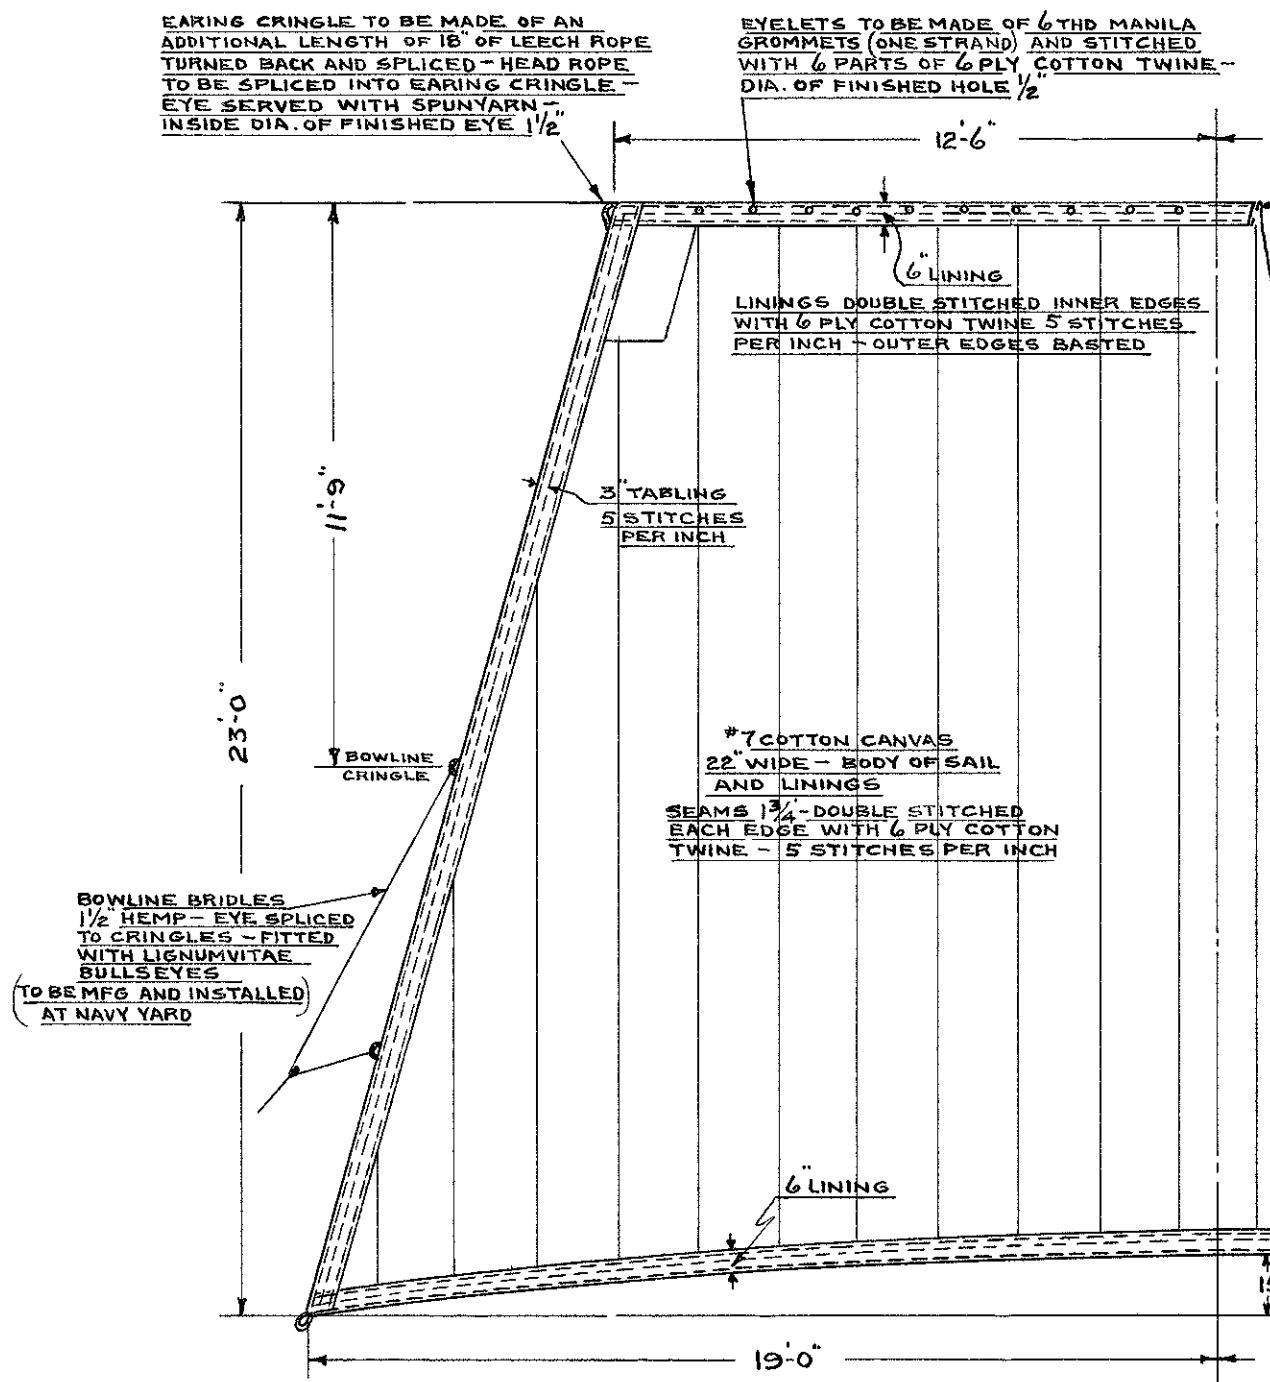 EARING CRINGLE TO BE MADE OF AN
ADDITIONAL LENGTH OF 18" OF LEECH ROPE
TURNED BACK AND SPLICED - HEAD ROPE
TO BE SPLICED INTO EARING CRINGLE -
EYE SERVED WITH SPUNYARN -
INSIDE DIA. OF FINISHED EYE 1 1/2"
EYELETS TO BE MADE OF 6 THD MANILA
GROMMETS (ONE STRAND) AND STITCHED
WITH 6 PARTS OF 6 PLY COTTON TWINE -
DIA. OF FINISHED HOLE 1/2"
12'-6"
6" LINING
LININGS DOUBLE STITCHED INNER EDGES
WITH 6 PLY COTTON TWINE 5 STITCHES
PER INCH - OUTER EDGES BASTED
11'-9"
3" TABLING
5 STITCHES
PER INCH
23'-0"
BOWLINE
CRINGLE
#7 COTTON CANVAS
22" WIDE - BODY OF SAIL
AND LININGS
SEAMS 1 3/4" - DOUBLE STITCHED
EACH EDGE WITH 6 PLY COTTON
TWINE - 5 STITCHES PER INCH
BOWLINE BRIDLES
1 1/2" HEMP - EYE SPLICED
TO CRINGLES - FITTED
WITH LIGNUMVITAE
BULLSEYES
(TO BE MFG AND INSTALLED
AT NAVY YARD)
6" LINING
19'-0"